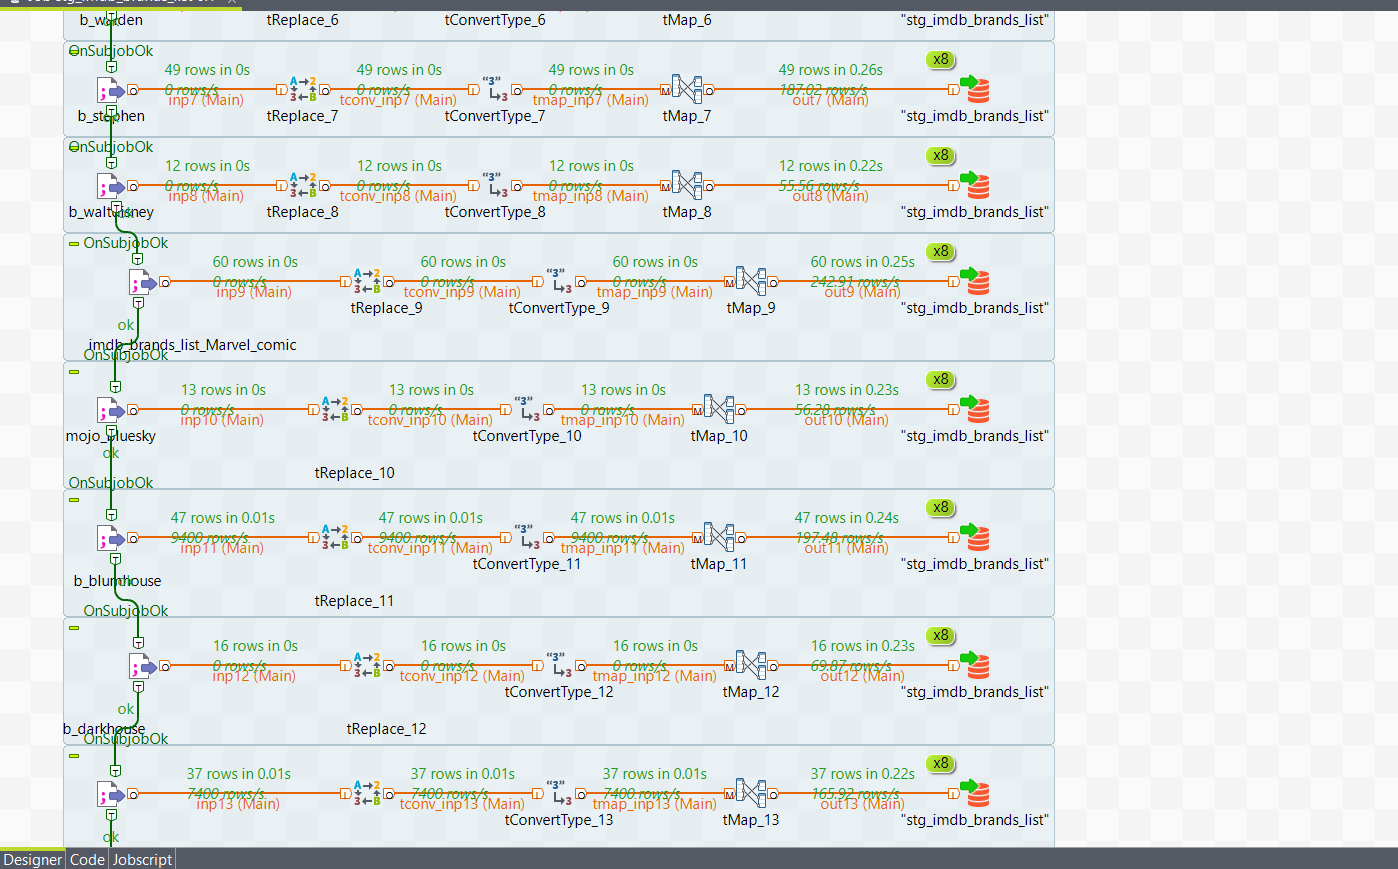 b_warden tReplace_6 tConvertType_6 tMap_6 "stg_imdb_brands_list"
OnSubjobOk
x8
49 rows in 0s 49 rows in 0s 49 rows in 0s 49 rows in 0.26s
0 rows/s 0 rows/s 0 rows/s 187.02 rows/s
inp7 (Main) tconv_inp7 (Main) tmap_inp7 (Main) out7 (Main)
b_stephen tReplace_7 tConvertType_7 tMap_7 "stg_imdb_brands_list"
OnSubjobOk
x8
12 rows in 0s 12 rows in 0s 12 rows in 0s 12 rows in 0.22s
0 rows/s 0 rows/s 0 rows/s 55.56 rows/s
inp8 (Main) tconv_inp8 (Main) tmap_inp8 (Main) out8 (Main)
tReplace_8 tConvertType_8 tMap_8 "stg_imdb_brands_list"
OnSubjobOk
x8
60 rows in 0s 60 rows in 0s 60 rows in 0s 60 rows in 0.25s
0 rows/s 0 rows/s 0 rows/s 242.91 rows/s
inp9 (Main) tconv_inp9 (Main) tmap_inp9 (Main) out9 (Main)
tReplace_9 tConvertType_9 tMap_9 "stg_imdb_brands_list"
ok
imdb_brands_list_Marvel_comic
OnSubjobOk
x8
13 rows in 0s 13 rows in 0s 13 rows in 0s 13 rows in 0.23s
0 rows/s 0 rows/s 0 rows/s 56.28 rows/s
inp10 (Main) tconv_inp10 (Main) tmap_inp10 (Main) out10 (Main)
mojo_bluesky tConvertType_10 tMap_10 "stg_imdb_brands_list"
ok
tReplace_10
OnSubjobOk
x8
47 rows in 0.01s 47 rows in 0.01s 47 rows in 0.01s 47 rows in 0.24s
9400 rows/s 9400 rows/s 9400 rows/s 197.48 rows/s
inp11 (Main) tconv_inp11 (Main) tmap_inp11 (Main) out11 (Main)
tConvertType_11 tMap_11 "stg_imdb_brands_list"
b_blumhouse
tReplace_11
OnSubjobOk
x8
16 rows in 0s 16 rows in 0s 16 rows in 0s 16 rows in 0.23s
0 rows/s 0 rows/s 0 rows/s 69.87 rows/s
inp12 (Main) tconv_inp12 (Main) tmap_inp12 (Main) out12 (Main)
tConvertType_12 tMap_12 "stg_imdb_brands_list"
ok
b_darkhouse tReplace_12
OnSubjobOk
x8
37 rows in 0.01s 37 rows in 0.01s 37 rows in 0.01s 37 rows in 0.22s
7400 rows/s 7400 rows/s 7400 rows/s 165.92 rows/s
inp13 (Main) tconv_inp13 (Main) tmap_inp13 (Main) out13 (Main)
tConvertType_13 tMap_13 "stg_imdb_brands_list"
ok
Designer Code Jobscript